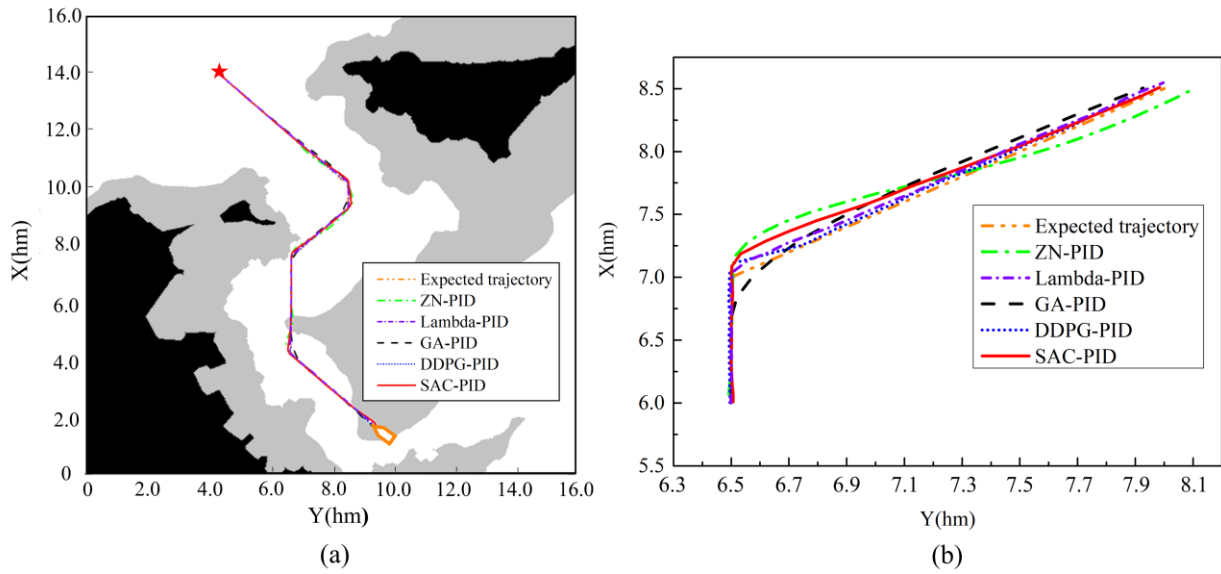 16.0
14.0
12.0
10.0
8.0
6.0
4.0
2.0
0
X(hm)
0 2.0 4.0 6.0 8.0 10.0 12.0 14.0 16.0
Y(hm)
Expected trajectory
ZN-PID
Lambda-PID
GA-PID
DDPG-PID
SAC-PID
(a)
8.5
8.0
7.5
7.0
6.5
6.0
5.5
X(hm)
6.3 6.5 6.7 6.9 7.1 7.3 7.5 7.7 7.9 8.1
Y(hm)
Expected trajectory
ZN-PID
Lambda-PID
GA-PID
DDPG-PID
SAC-PID
(b)